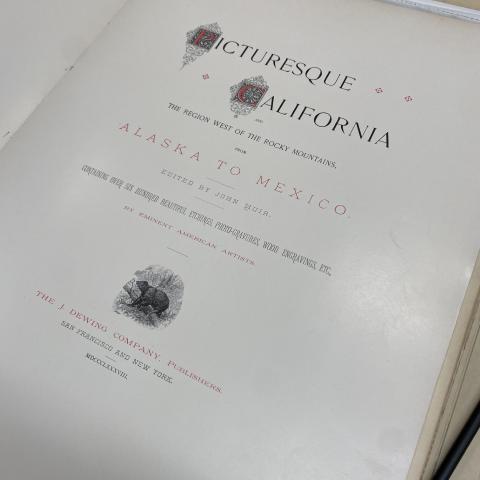 PICTURESQUE
CALIFORNIA
AND
THE REGION WEST OF THE ROCKY MOUNTAINS,
FROM
ALASKA TO MEXICO.
EDITED BY JOHN MUIR.
CONTAINING OVER SIX HUNDRED BEAUTIFUL ETCHINGS, PHOTO-GRAVURES, WOOD ENGRAVINGS, ETC.,
BY EMINENT AMERICAN ARTISTS.
THE J. DEWING COMPANY, PUBLISHERS.
SAN FRANCISCO AND NEW YORK.
MDCCCLXXXVIII.